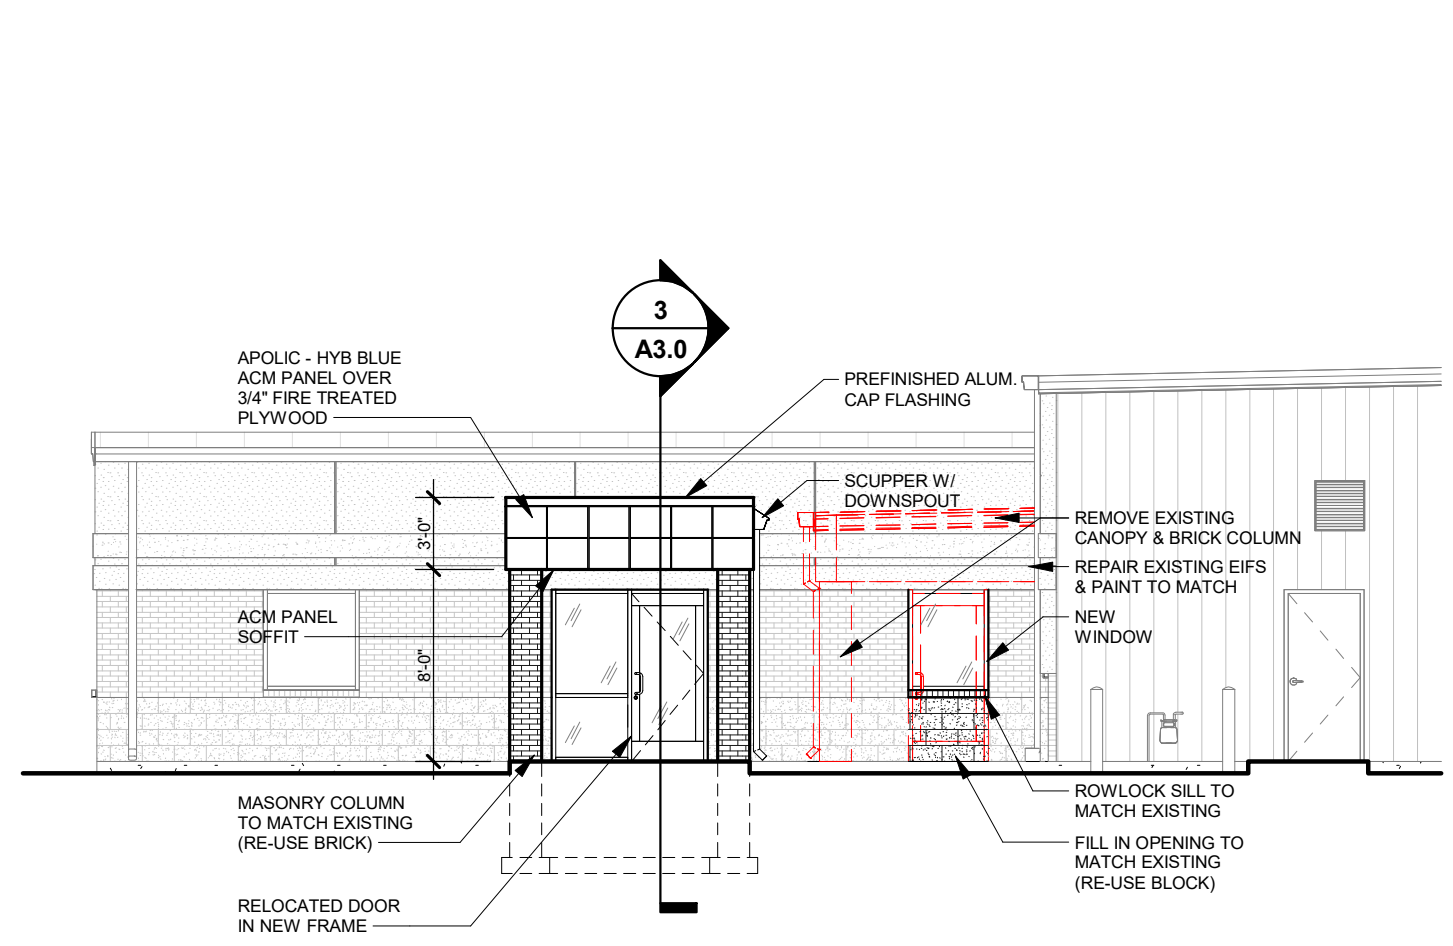 3
A3.0
APOLIC - HYB BLUE
ACM PANEL OVER
3/4" FIRE TREATED
PLYWOOD
PREFINISHED ALUM.
CAP FLASHING
SCUPPER W/
DOWNSPOUT
REMOVE EXISTING
CANOPY & BRICK COLUMN
REPAIR EXISTING EIFS
& PAINT TO MATCH
NEW
WINDOW
3'-0"
8'-0"
ACM PANEL
SOFFIT
MASONRY COLUMN
TO MATCH EXISTING
(RE-USE BRICK)
RELOCATED DOOR
IN NEW FRAME
ROWLOCK SILL TO
MATCH EXISTING
FILL IN OPENING TO
MATCH EXISTING
(RE-USE BLOCK)